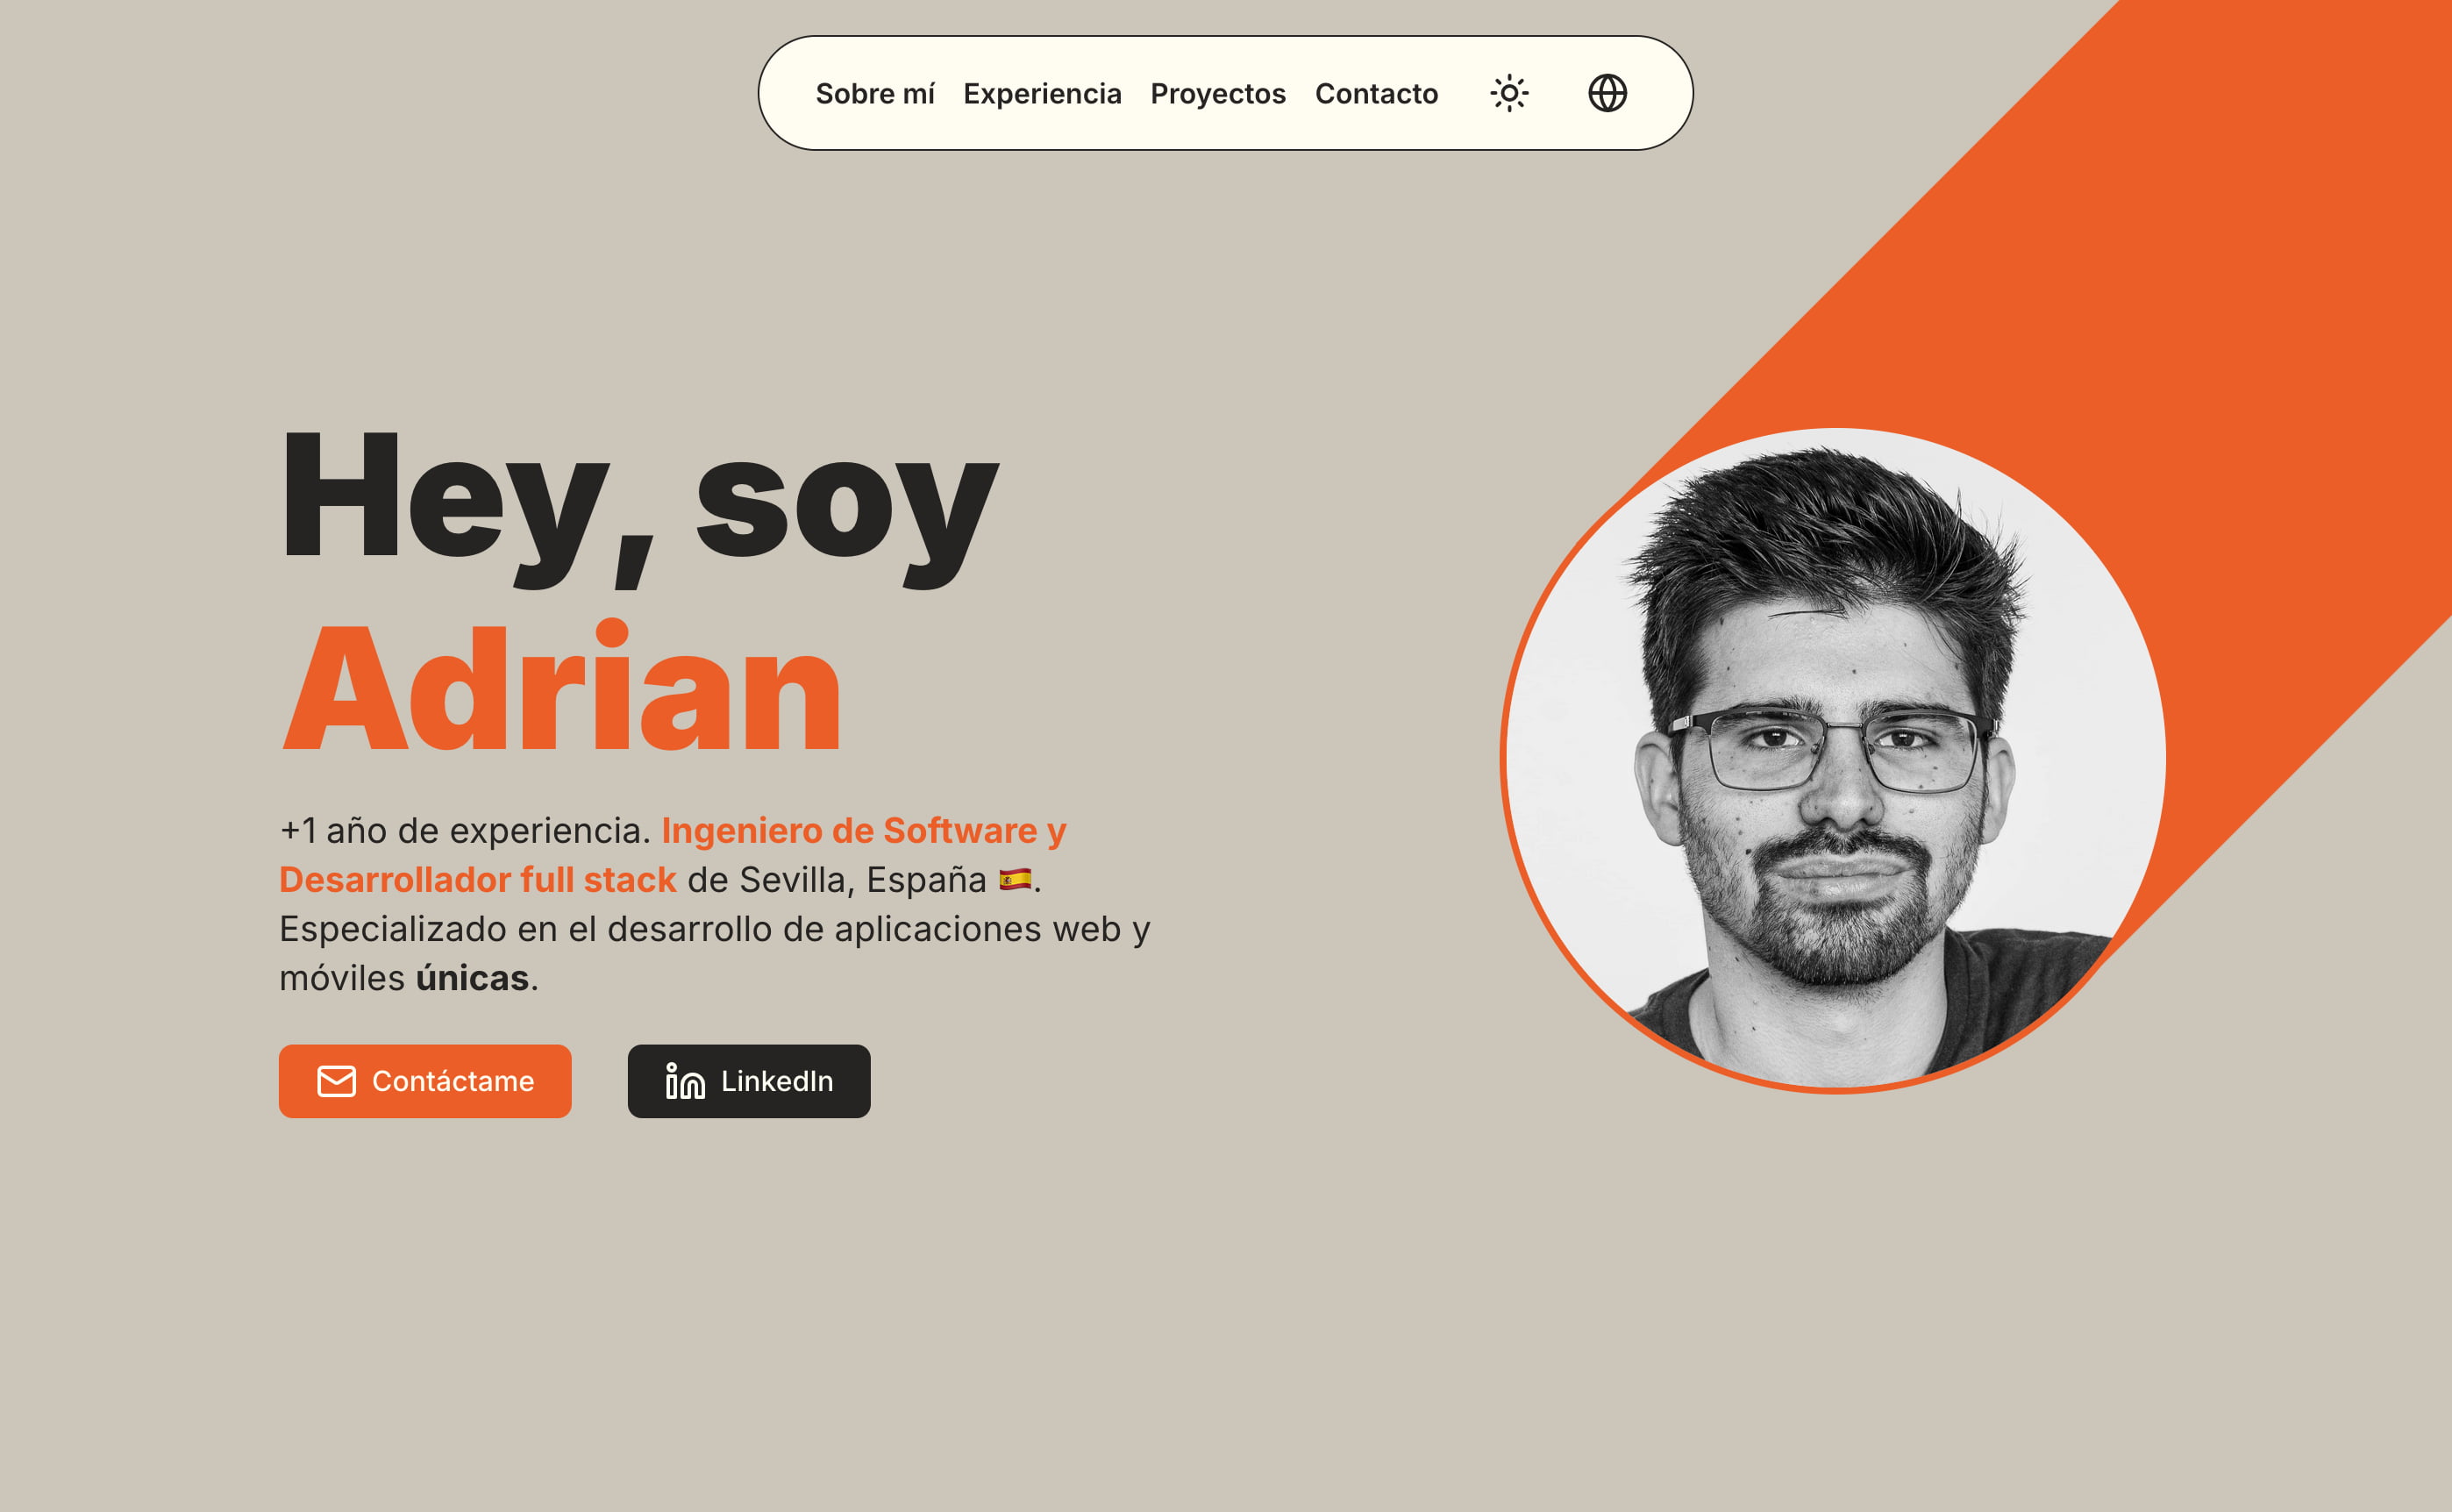 Sobre mí Experiencia Proyectos Contacto
Hey, soy
Adrian
+1 año de experiencia. Ingeniero de Software y
Desarrollador full stack de Sevilla, España 🇪🇸.
Especializado en el desarrollo de aplicaciones web y
móviles únicas.
Contáctame LinkedIn